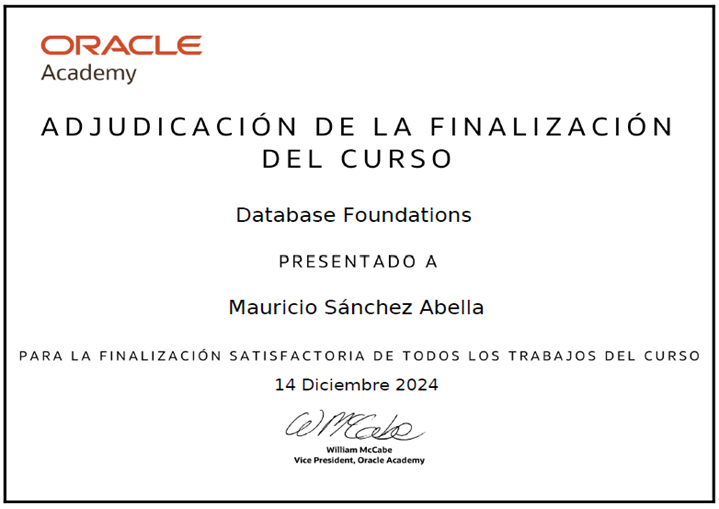 ORACLE
Academy
ADJUDICACIÓN DE LA FINALIZACIÓN
DEL CURSO
Database Foundations
PRESENTADO A
Mauricio Sánchez Abella
PARA LA FINALIZACIÓN SATISFACTORIA DE TODOS LOS TRABAJOS DEL CURSO
14 Diciembre 2024
W McCabe
William McCabe
Vice President, Oracle Academy